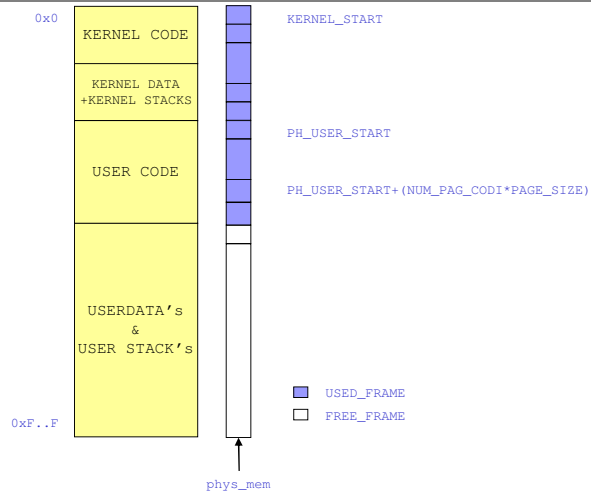 0x0
KERNEL CODE
KERNEL_START
KERNEL DATA
+KERNEL STACKS
PH_USER_START
USER CODE
PH_USER_START+(NUM_PAG_CODI*PAGE_SIZE)
USERDATA’s
&
USER STACK’s
USED_FRAME
FREE_FRAME
0xF..F
phys_mem